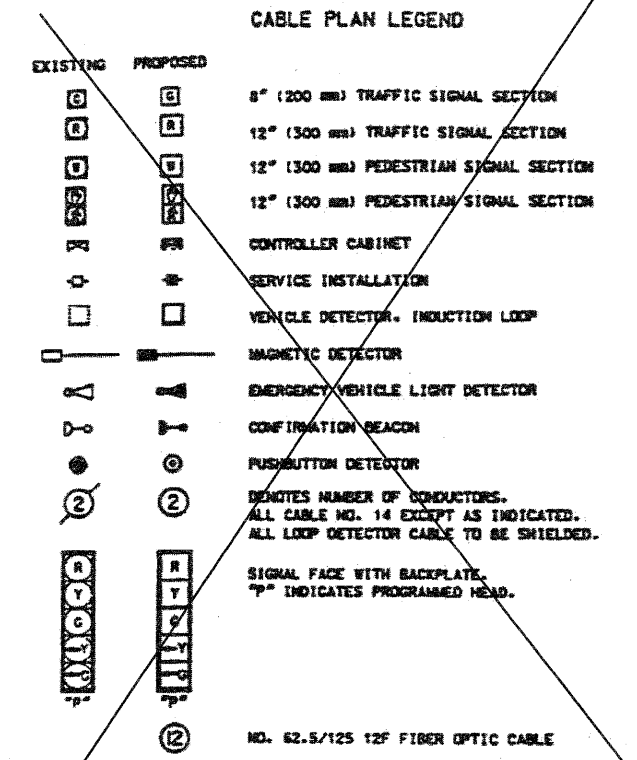 CABLE PLAN LEGEND
EXISTING PROPOSED
G G 8" (200 mm) TRAFFIC SIGNAL SECTION
R R 12" (300 mm) TRAFFIC SIGNAL SECTION
W W 12" (300 mm) PEDESTRIAN SIGNAL SECTION
12" (300 mm) PEDESTRIAN SIGNAL SECTION
CONTROLLER CABINET
SERVICE INSTALLATION
VEHICLE DETECTOR. INDUCTION LOOP
MAGNETIC DETECTOR
EMERGENCY VEHICLE LIGHT DETECTOR
CONFIRMATION BEACON
PUSHBUTTON DETECTOR
2 2 DENOTES NUMBER OF CONDUCTORS.
ALL CABLE NO. 14 EXCEPT AS INDICATED.
ALL LOOP DETECTOR CABLE TO BE SHIELDED.
R R SIGNAL FACE WITH BACKPLATE.
"P" INDICATES PROGRAMMED HEAD.
Y Y
G G
Y Y
G G
"P" "P"
12 NO. 62.5/125 12F FIBER OPTIC CABLE